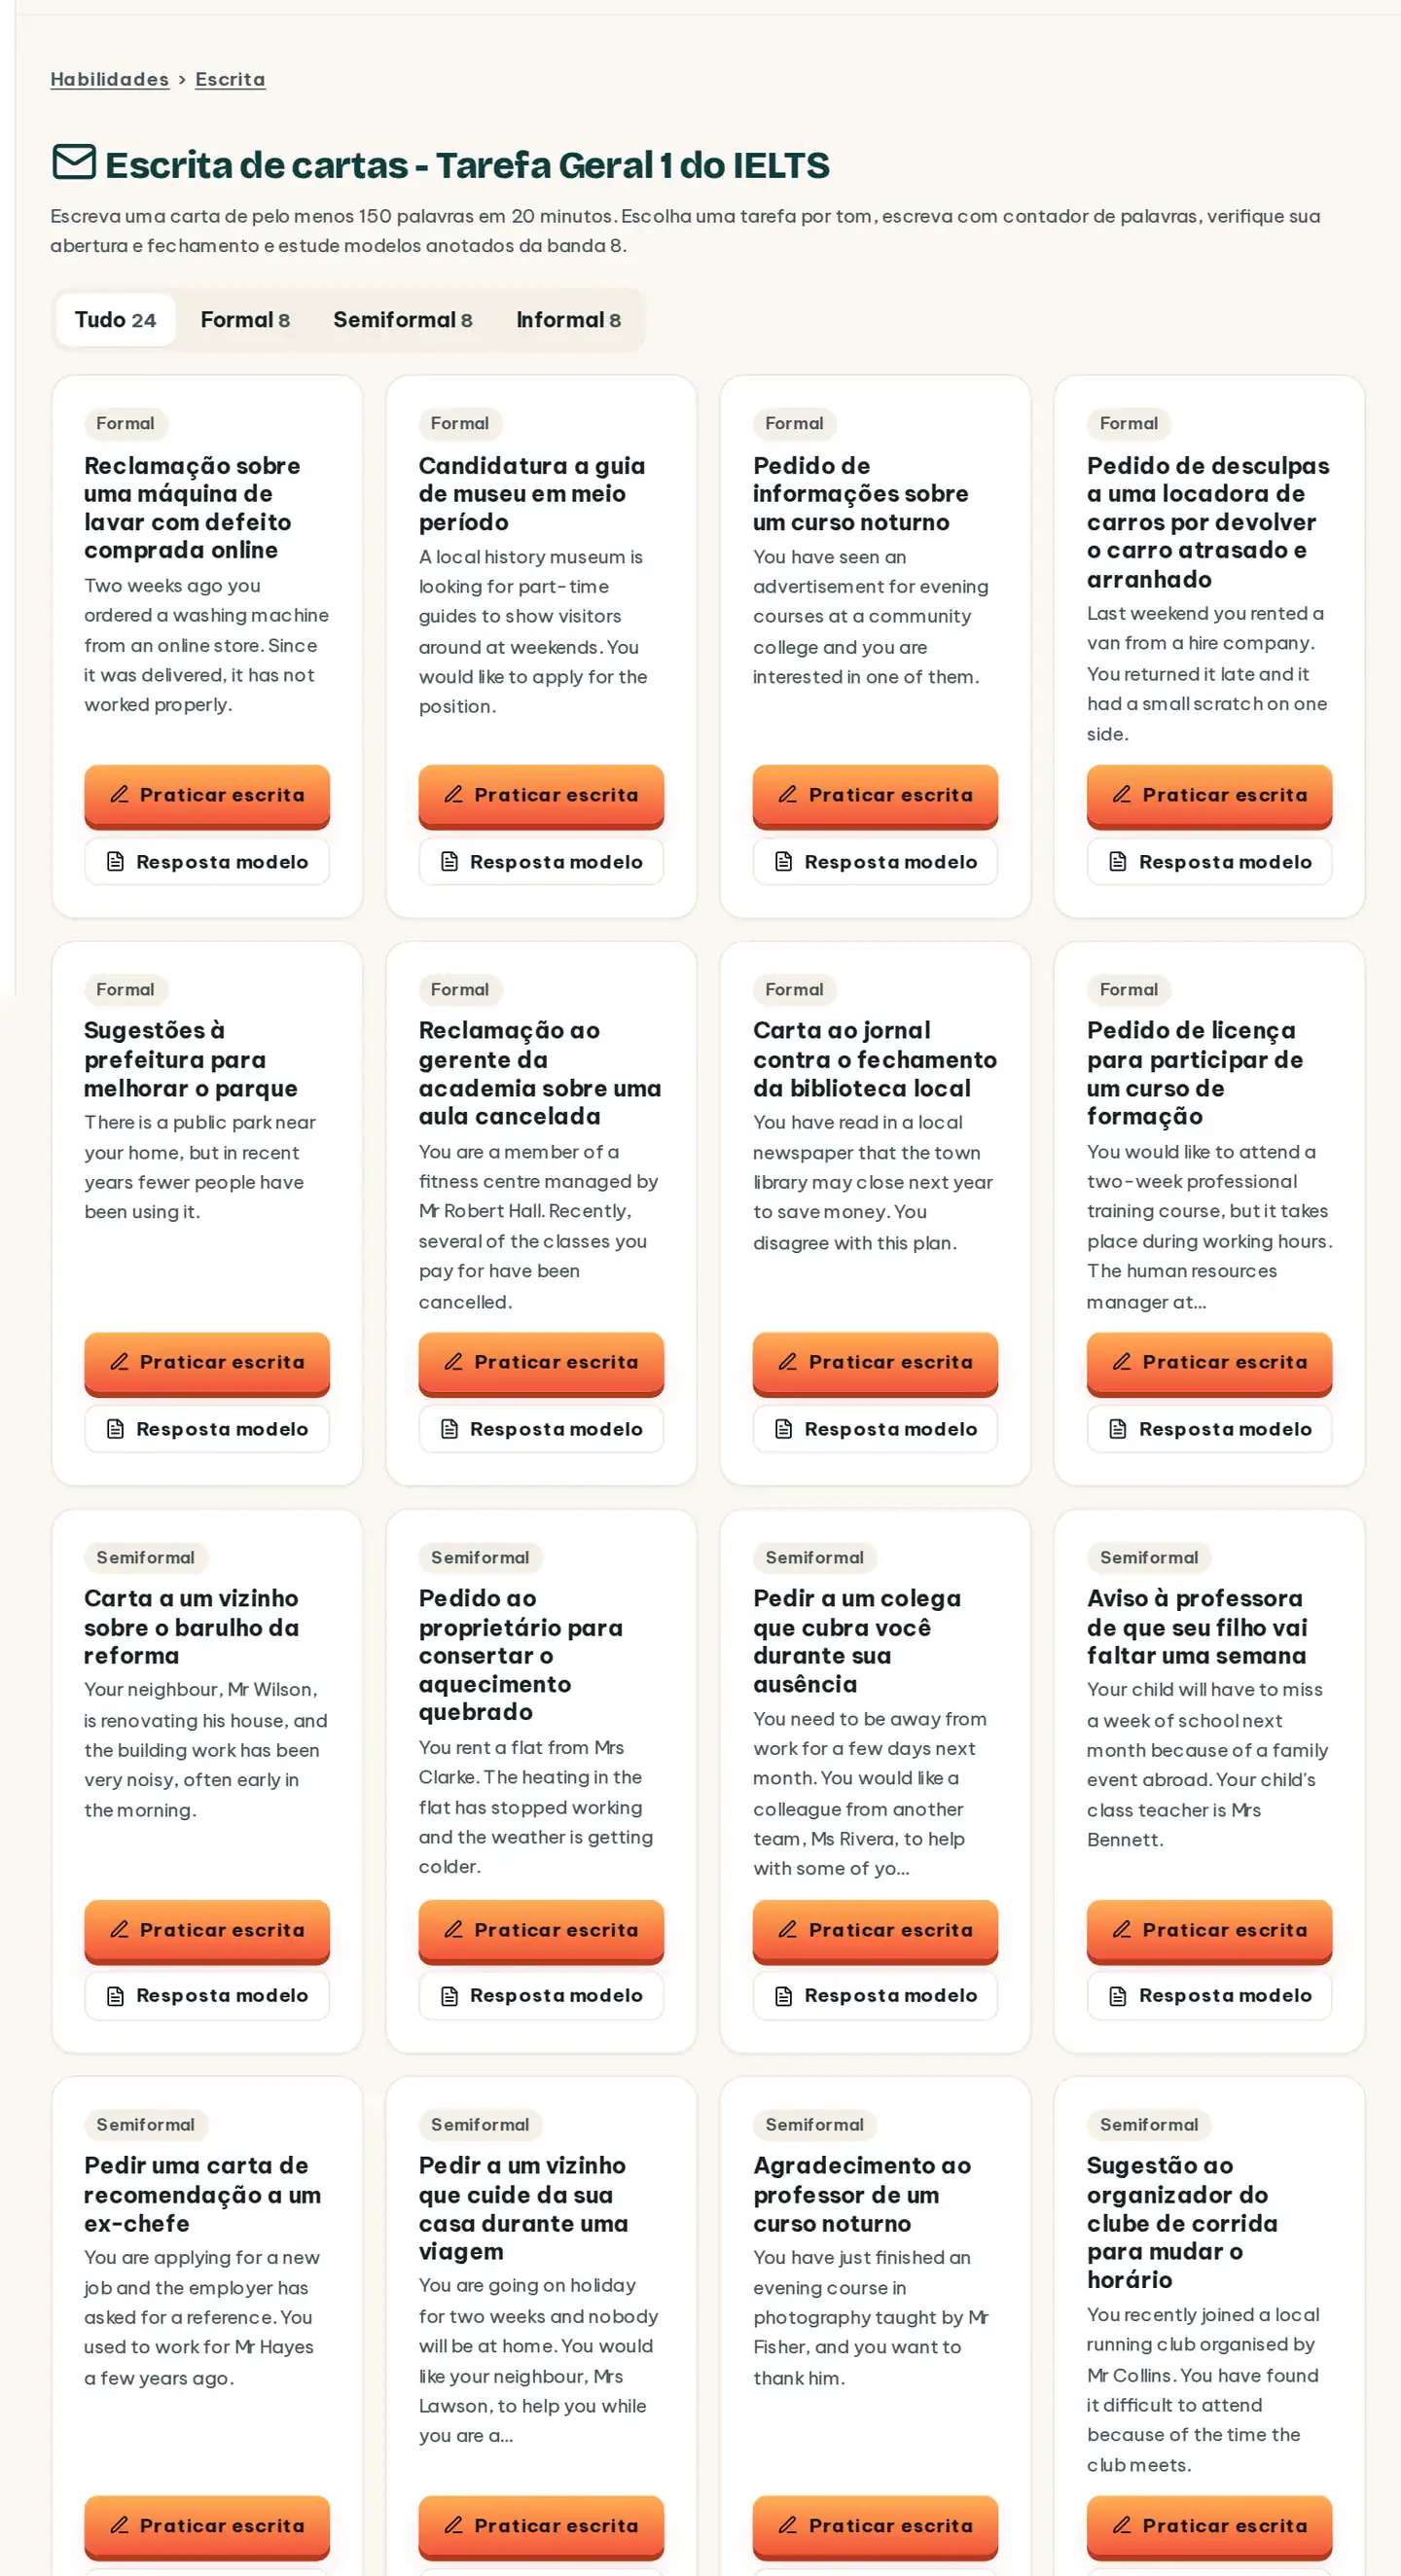 Habilidades › Escrita
Escrita de cartas - Tarefa Geral 1 do IELTS
Escreva uma carta de pelo menos 150 palavras em 20 minutos. Escolha uma tarefa por tom, escreva com contador de palavras, verifique sua
abertura e fechamento e estude modelos anotados da banda 8.
Tudo 24 Formal 8 Semiformal 8 Informal 8
Formal
Reclamação sobre
uma máquina de
lavar com defeito
comprada online
Two weeks ago you
ordered a washing machine
from an online store. Since
it was delivered, it has not
worked properly.
Praticar escrita
Resposta modelo
Formal
Candidatura a guia
de museu em meio
período
A local history museum is
looking for part-time
guides to show visitors
around at weekends. You
would like to apply for the
position.
Praticar escrita
Resposta modelo
Formal
Pedido de
informações sobre
um curso noturno
You have seen an
advertisement for evening
courses at a community
college and you are
interested in one of them.
Praticar escrita
Resposta modelo
Formal
Pedido de desculpas
a uma locadora de
carros por devolver
o carro atrasado e
arranhado
Last weekend you rented a
van from a hire company.
You returned it late and it
had a small scratch on one
side.
Praticar escrita
Resposta modelo
Formal
Sugestões à
prefeitura para
melhorar o parque
There is a public park near
your home, but in recent
years fewer people have
been using it.
Praticar escrita
Resposta modelo
Formal
Reclamação ao
gerente da
academia sobre uma
aula cancelada
You are a member of a
fitness centre managed by
Mr Robert Hall. Recently,
several of the classes you
pay for have been
cancelled.
Praticar escrita
Resposta modelo
Formal
Carta ao jornal
contra o fechamento
da biblioteca local
You have read in a local
newspaper that the town
library may close next year
to save money. You
disagree with this plan.
Praticar escrita
Resposta modelo
Formal
Pedido de licença
para participar de
um curso de
formação
You would like to attend a
two-week professional
training course, but it takes
place during working hours.
The human resources
manager at...
Praticar escrita
Resposta modelo
Semiformal
Carta a um vizinho
sobre o barulho da
reforma
Your neighbour, Mr Wilson,
is renovating his house, and
the building work has been
very noisy, often early in
the morning.
Praticar escrita
Resposta modelo
Semiformal
Pedido ao
proprietário para
consertar o
aquecimento
quebrado
You rent a flat from Mrs
Clarke. The heating in the
flat has stopped working
and the weather is getting
colder.
Praticar escrita
Resposta modelo
Semiformal
Pedir a um colega
que cubra você
durante sua
ausência
You need to be away from
work for a few days next
month. You would like a
colleague from another
team, Ms Rivera, to help
with some of yo...
Praticar escrita
Resposta modelo
Semiformal
Aviso à professora
de que seu filho vai
faltar uma semana
Your child will have to miss
a week of school next
month because of a family
event abroad. Your child's
class teacher is Mrs
Bennett.
Praticar escrita
Resposta modelo
Semiformal
Pedir uma carta de
recomendação a um
ex-chefe
You are applying for a new
job and the employer has
asked for a reference. You
used to work for Mr Hayes
a few years ago.
Praticar escrita
Semiformal
Pedir a um vizinho
que cuide da sua
casa durante uma
viagem
You are going on holiday
for two weeks and nobody
will be at home. You would
like your neighbour, Mrs
Lawson, to help you while
you are a...
Praticar escrita
Semiformal
Agradecimento ao
professor de um
curso noturno
You have just finished an
evening course in
photography taught by Mr
Fisher, and you want to
thank him.
Praticar escrita
Semiformal
Sugestão ao
organizador do
clube de corrida
para mudar o
horário
You recently joined a local
running club organised by
Mr Collins. You have found
it difficult to attend
because of the time the
club meets.
Praticar escrita